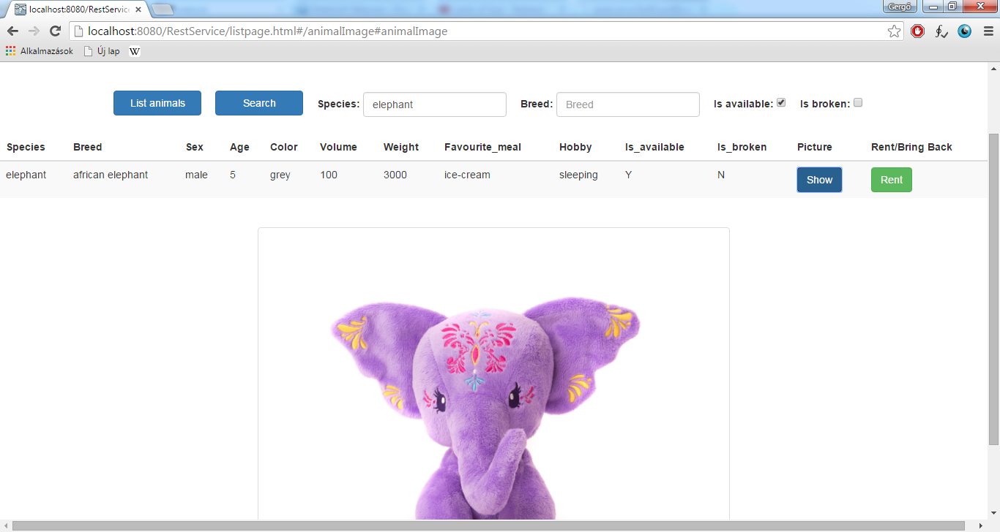 localhost:8080/RestService
Gergő
localhost:8080/RestService/listpage.html#/animalImage#animalImage
Alkalmazások Új lap W
List animals Search Species: elephant Breed: Breed Is available: Is broken:
Species Breed Sex Age Color Volume Weight Favourite_meal Hobby Is_available Is_broken Picture Rent/Bring Back
elephant african elephant male 5 grey 100 3000 ice-cream sleeping Y N Show Rent